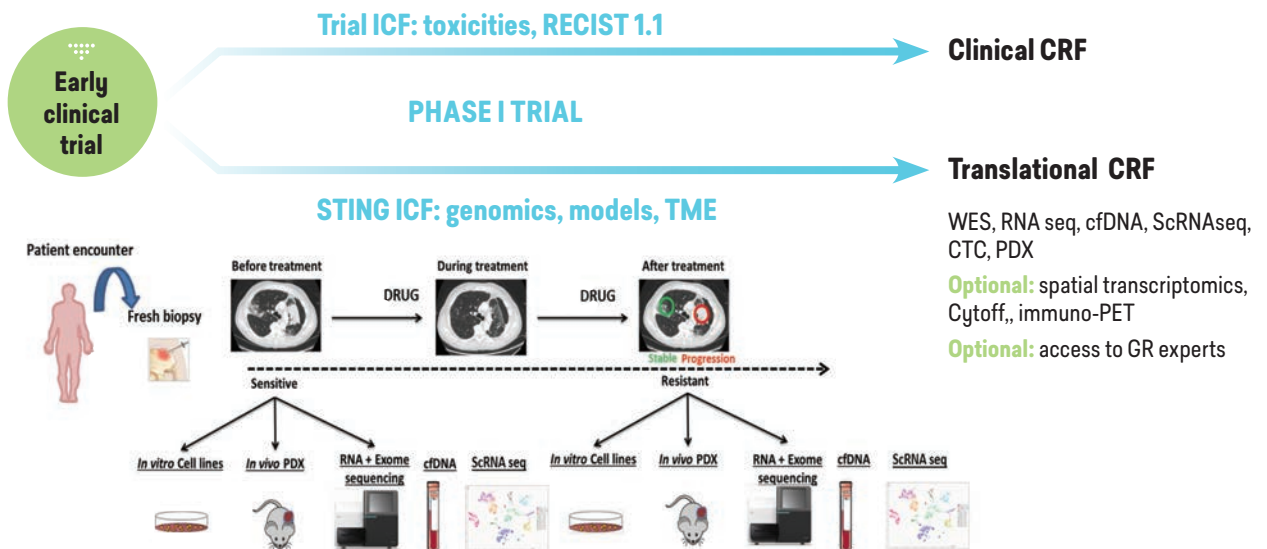 Trial ICF: toxicities, RECIST 1.1
Early
clinical
trial
Clinical CRF
PHASE I TRIAL
Translational CRF
STING ICF: genomics, models, TME
WES, RNA seq, cfDNA, ScRNAseq,
CTC, PDX
Optional: spatial transcriptomics,
Cytoff,, immuno-PET
Optional: access to GR experts
Patient encounter
Fresh biopsy
Before treatment
During treatment
After treatment
DRUG
DRUG
Stable Progression
Sensitive
Resistant
In vitro Cell lines
In vivo PDX
RNA + Exome
sequencing
cfDNA
ScRNA seq
In vitro Cell lines
In vivo PDX
RNA + Exome
sequencing
cfDNA
ScRNA seq